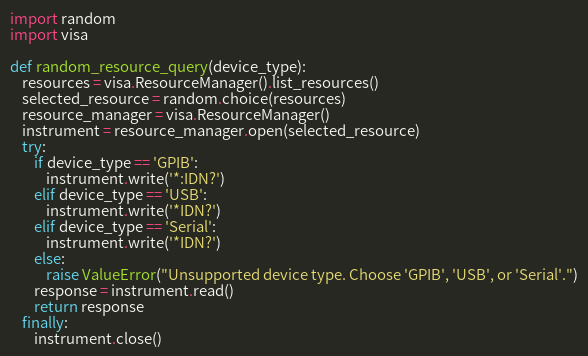 import random
import visa

def random_resource_query(device_type):
    resources = visa.ResourceManager().list_resources()
    selected_resource = random.choice(resources)
    resource_manager = visa.ResourceManager()
    instrument = resource_manager.open(selected_resource)
    try:
        if device_type == 'GPIB':
            instrument.write('*:IDN?')
        elif device_type == 'USB':
            instrument.write('*IDN?')
        elif device_type == 'Serial':
            instrument.write('*IDN?')
        else:
            raise ValueError("Unsupported device type. Choose 'GPIB', 'USB', or 'Serial'.")
        response = instrument.read()
        return response
    finally:
        instrument.close()